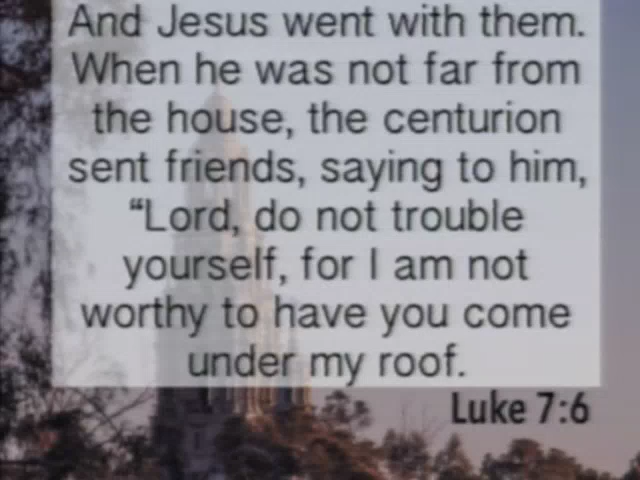 And Jesus went with them.
When he was not far from
the house, the centurion
sent friends, saying to him,
“Lord, do not trouble
yourself, for I am not
worthy to have you come
under my roof.
Luke 7:6